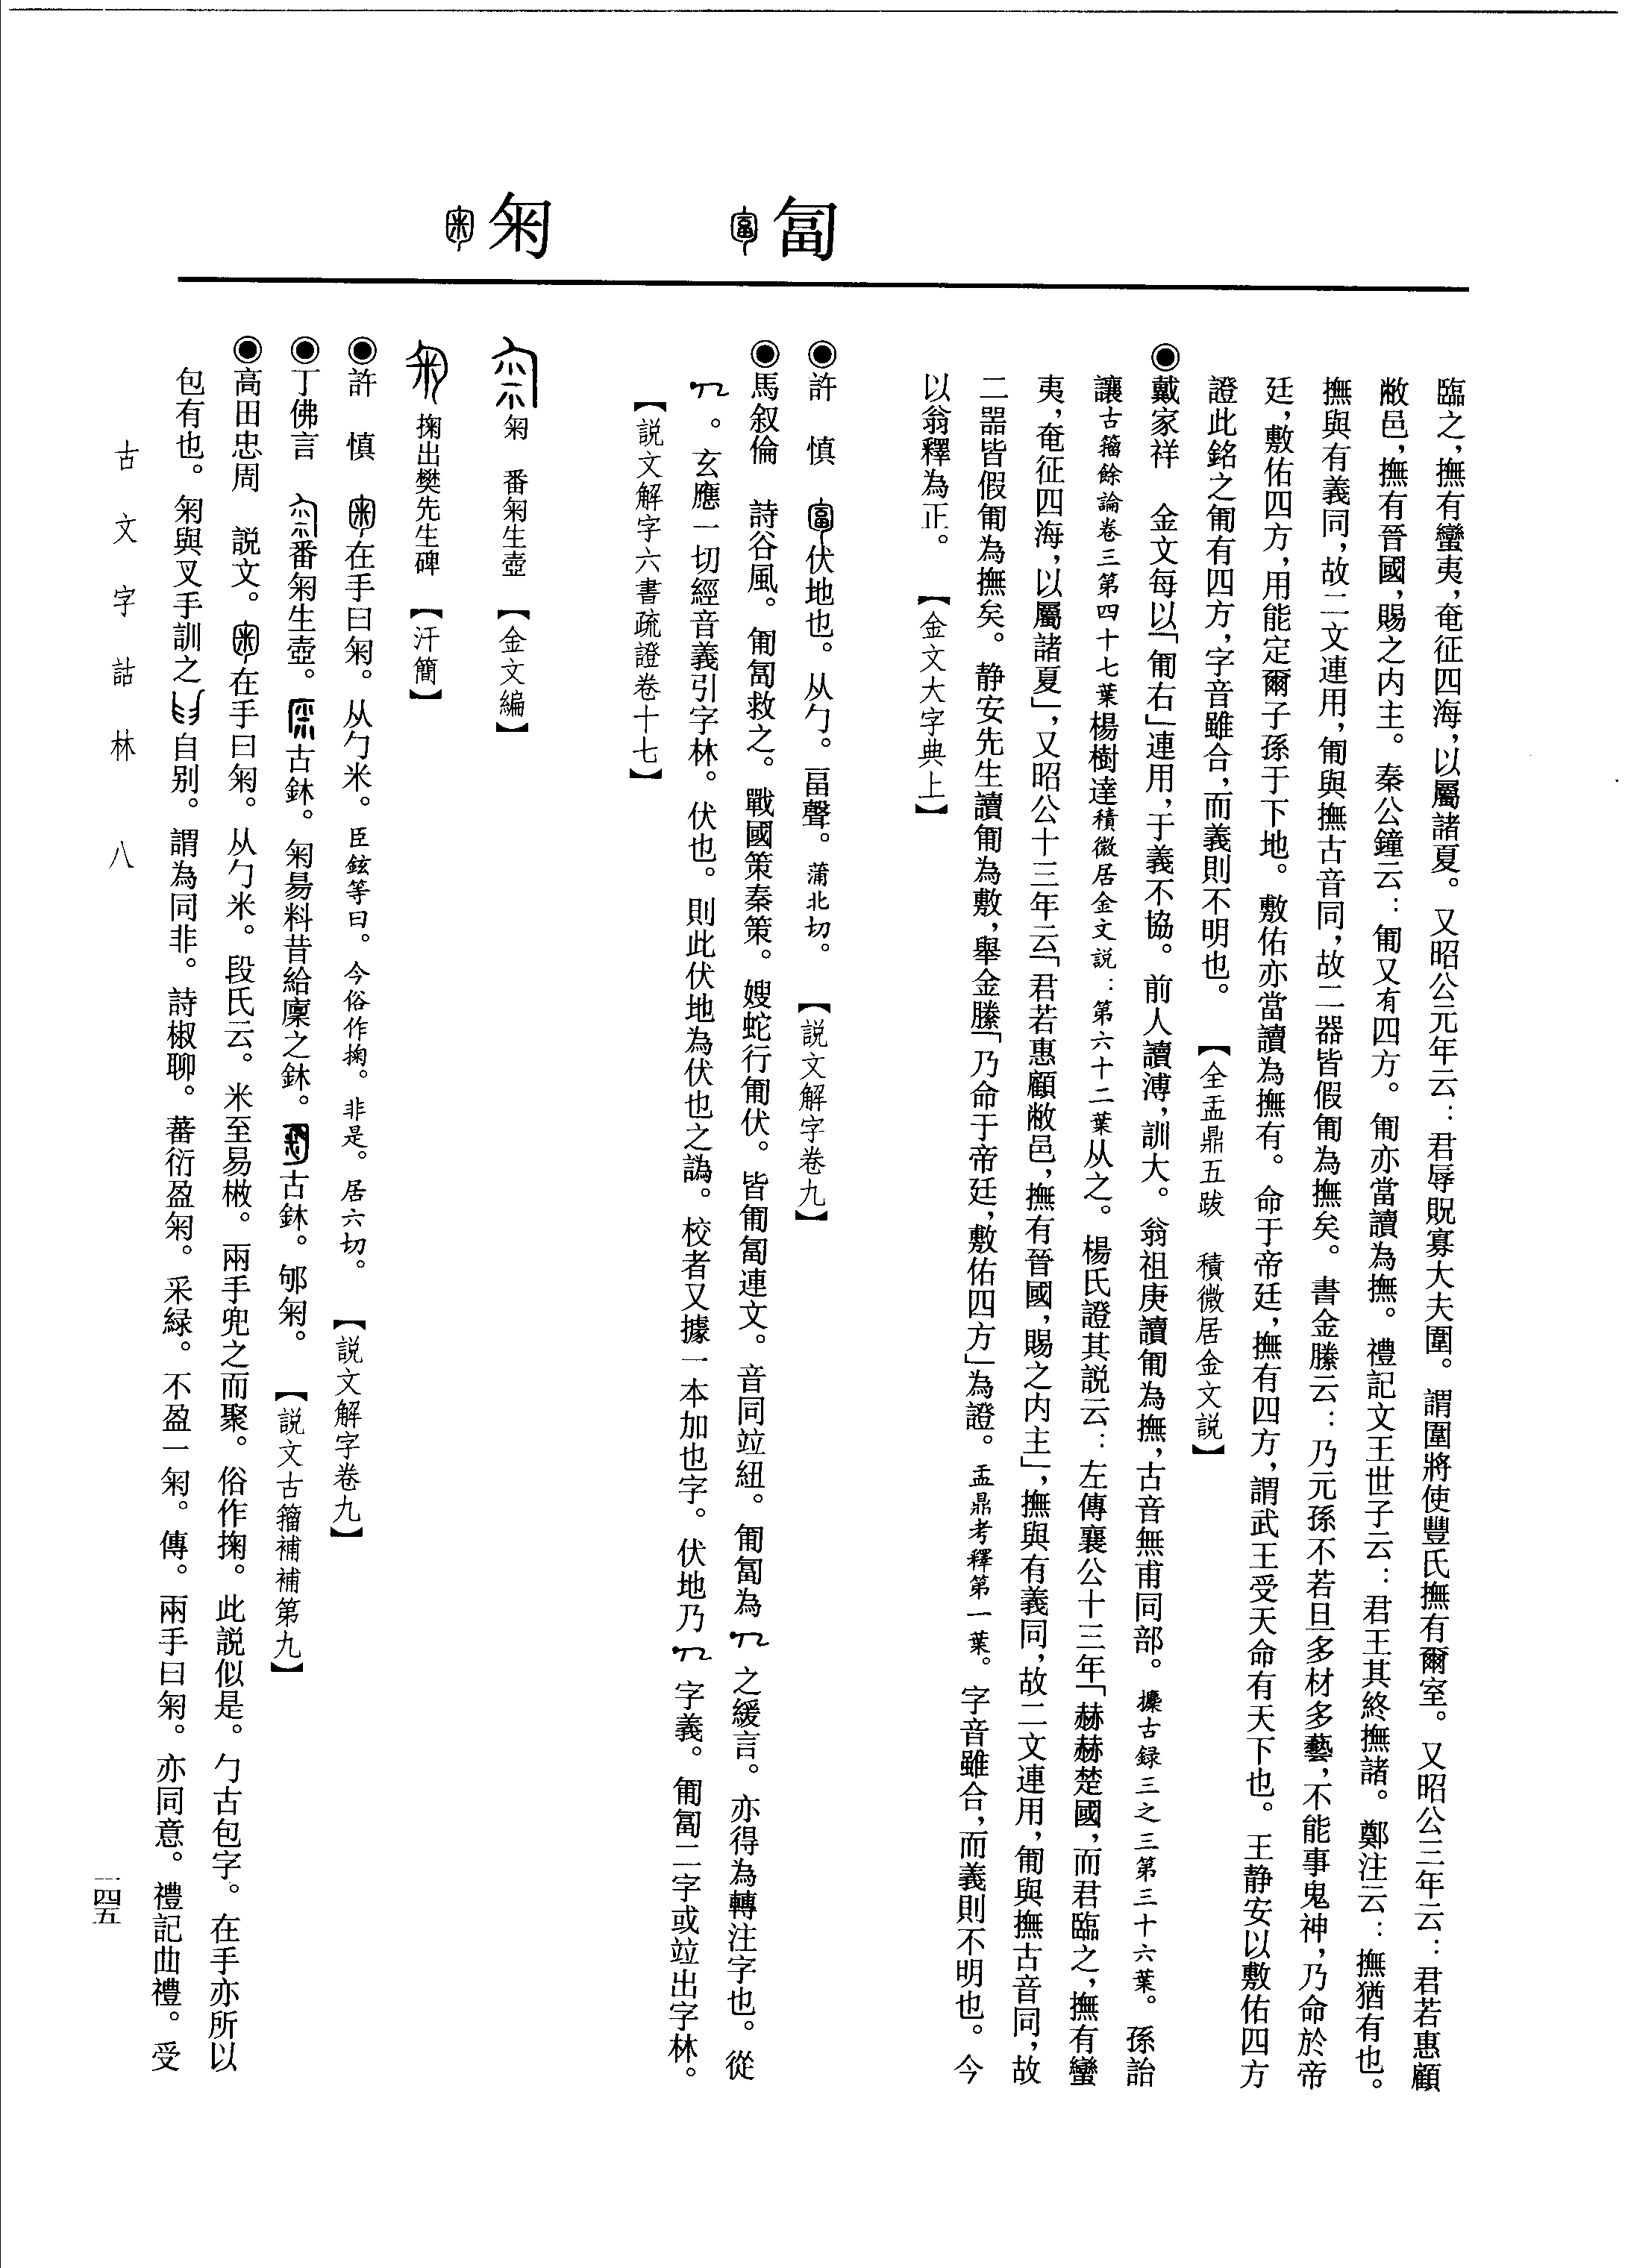 匐
匊
臨之，撫有蠻夷，奄征四海，以屬諸夏。又昭公元年云：君辱貺寡大夫圍。謂圍將使豐氏撫有爾室。又昭公三年云：君若惠顧
敝邑，撫有晉國，賜之内主。秦公鐘云：匍又有四方。匍亦當讀為撫。禮記文王世子云：君王其終撫諸。鄭注云：撫猶有也。
撫與有義同，故二文連用，匍與撫古音同，故二器皆假匍為撫矣。書金縢云：乃元孫不若旦多材多藝，不能事鬼神，乃命於帝
廷，敷佑四方，用能定爾子孫于下地。敷佑亦當讀為撫有。命于帝廷，撫有四方，謂武王受天命有天下也。王静安以敷佑四方
證此銘之匍有四方，字音雖合，而義則不明也。【全盂鼎五跋　積微居金文説】
◉戴家祥　金文每以「匍右」連用，于義不協。前人讀溥，訓大。翁祖庚讀匍為撫，古音無甫同部。攈古録三之三第三十六葉。孫詒
讓古籀餘論卷三第四十七葉楊樹達積微居金文説：第六十二葉从之。楊氏證其説云：左傳襄公十三年「赫赫楚國，而君臨之，撫有蠻
夷，奄征四海，以屬諸夏」，又昭公十三年云「君若惠顧敝邑，撫有晉國，賜之内主」，撫與有義同，故二文連用，匍與撫古音同，故
二噐皆假匍為撫矣。静安先生讀匍為敷，舉金縢「乃命于帝廷，敷佑四方」為證。盂鼎考釋第一葉。字音雖合，而義則不明也。今
以翁釋為正。【金文大字典上】
◉許　慎　伏地也。从勹。畐聲。蒲北切。【説文解字卷九】
◉馬叙倫　詩谷風。匍匐救之。戰國策秦策。嫂蛇行匍伏。皆匍匐連文。音同竝紐。匍匐為之緩言。亦得為轉注字也。從
。玄應一切經音義引字林。伏也。則此伏地為伏也之譌。校者又據一本加也字。伏地乃字義。匍匐二字或竝出字林。
【説文解字六書疏證卷十七】
匊　番匊生壺【金文編】
掬出樊先生碑【汗簡】
◉許　慎　在手曰匊。从勹米。臣鉉等曰。今俗作掬。非是。居六切。【説文解字卷九】
◉丁佛言　番匊生壺。古鉢。匊昜料昔給廩之鉢。古鉢。郇匊。【説文古籀補補第九】
◉高田忠周　説文。在手曰匊。从勹米。段氏云。米至易㪔。兩手兜之而聚。俗作掬。此説似是。勹古包字。在手亦所以
包有也。匊與叉手訓之自别。謂為同非。詩椒聊。蕃衍盈匊。采緑。不盈一匊。傳。兩手曰匊。亦同意。禮記曲禮。受
古文字詁林　八
一四五